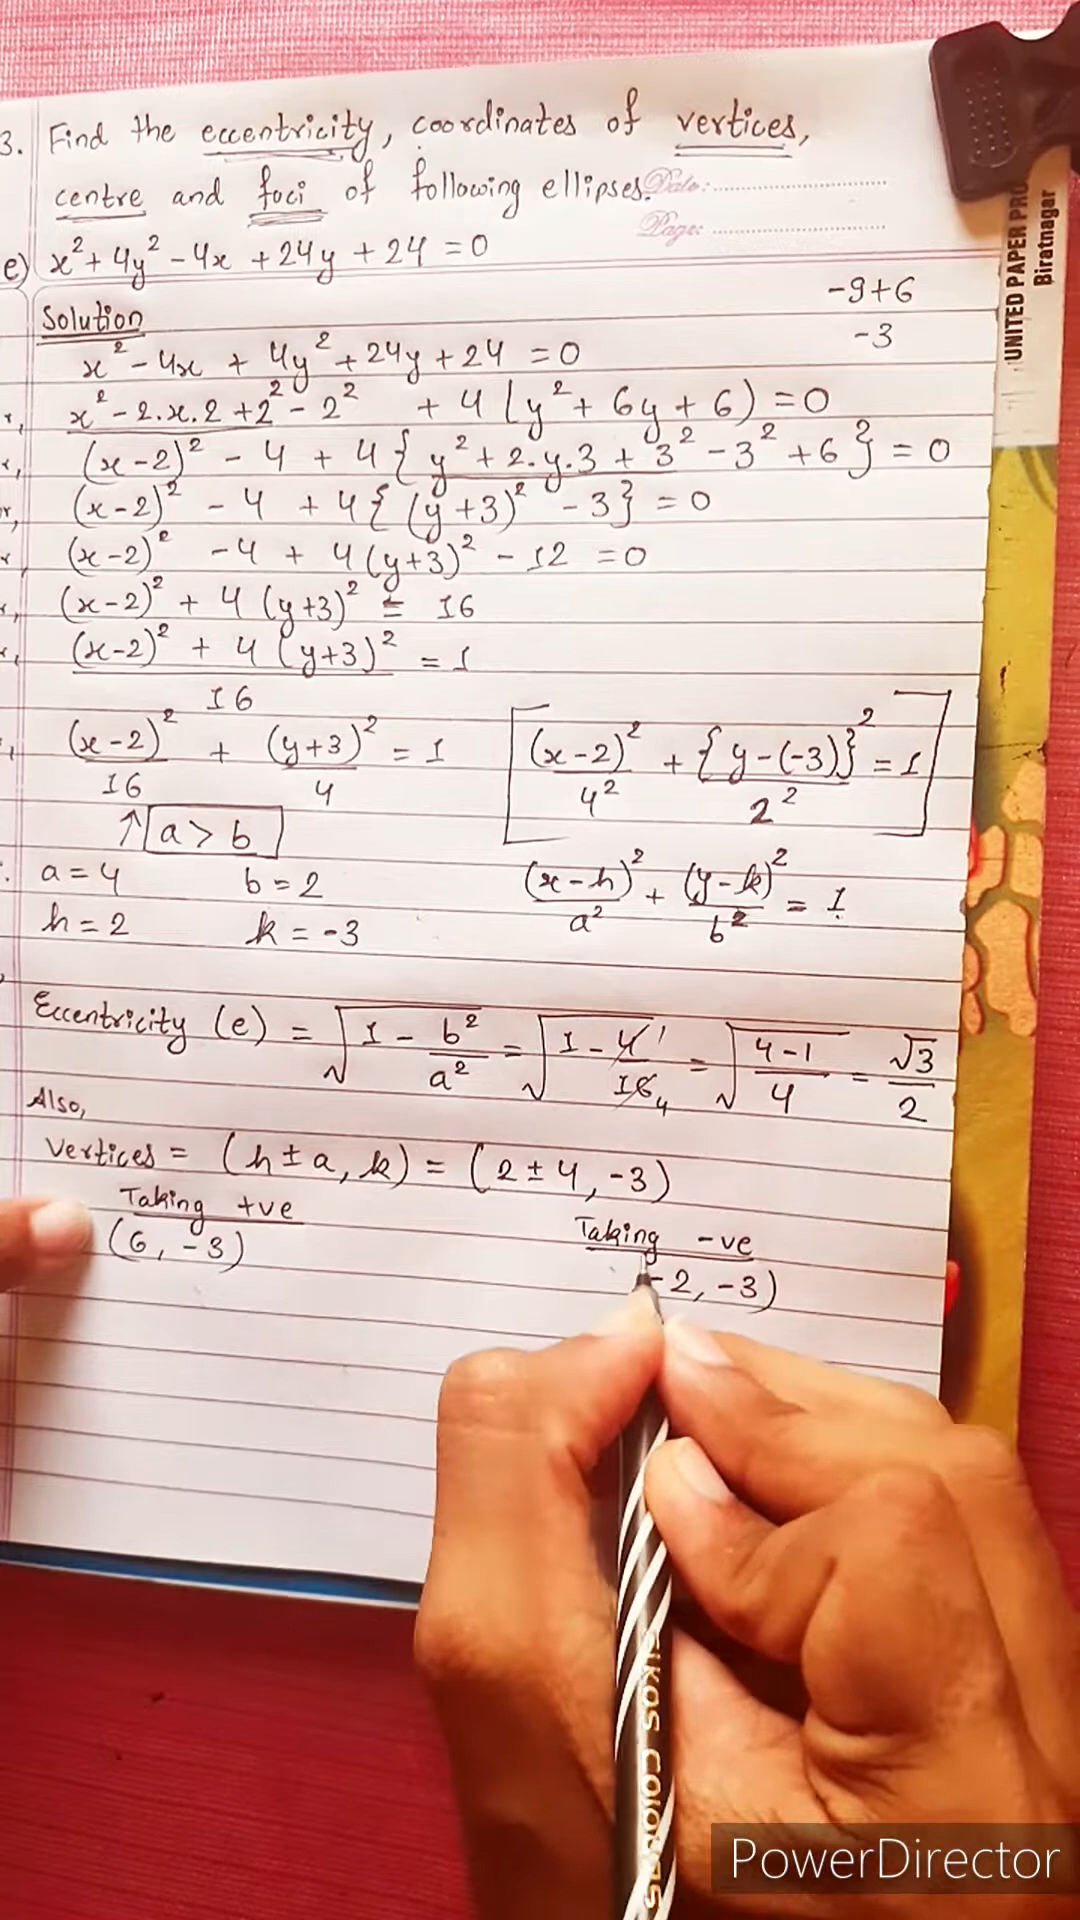 3. Find the eccentricity, coordinates of vertices,
centre and foci of following ellipses.
Date:
Page:
e) x² + 4y² - 4x + 24y + 24 = 0
Solution
-9+6
-3
x² - 4x + 4y² + 24y + 24 = 0
x² - 2.x.2 + 2² - 2² + 4 (y² + 6y + 6) = 0
(x-2)² - 4 + 4 { y² + 2.y.3 + 3² - 3² + 6 } = 0
(x-2)² - 4 + 4 { (y+3)² - 3 } = 0
(x-2)² - 4 + 4 (y+3)² - 12 = 0
(x-2)² + 4 (y+3)² = 16
(x-2)² + 4 (y+3)² / 16 = 1
(x-2)² / 16 + (y+3)² / 4 = 1
(x-2)² / 4² + {y-(-3)}² / 2² = 1
↑ a > b
a = 4 b = 2
(x-h)² / a² + (y-k)² / b² = 1
h = 2 k = -3
Eccentricity (e) = √(1 - b²/a²) = √(1 - 4/16) = √((4-1)/4) = √3/2
Also,
Vertices = (h ± a, k) = (2 ± 4, -3)
Taking +ve
(6, -3)
Taking -ve
-2, -3)
UNITED PAPER PRO
Biratnagar
PowerDirector